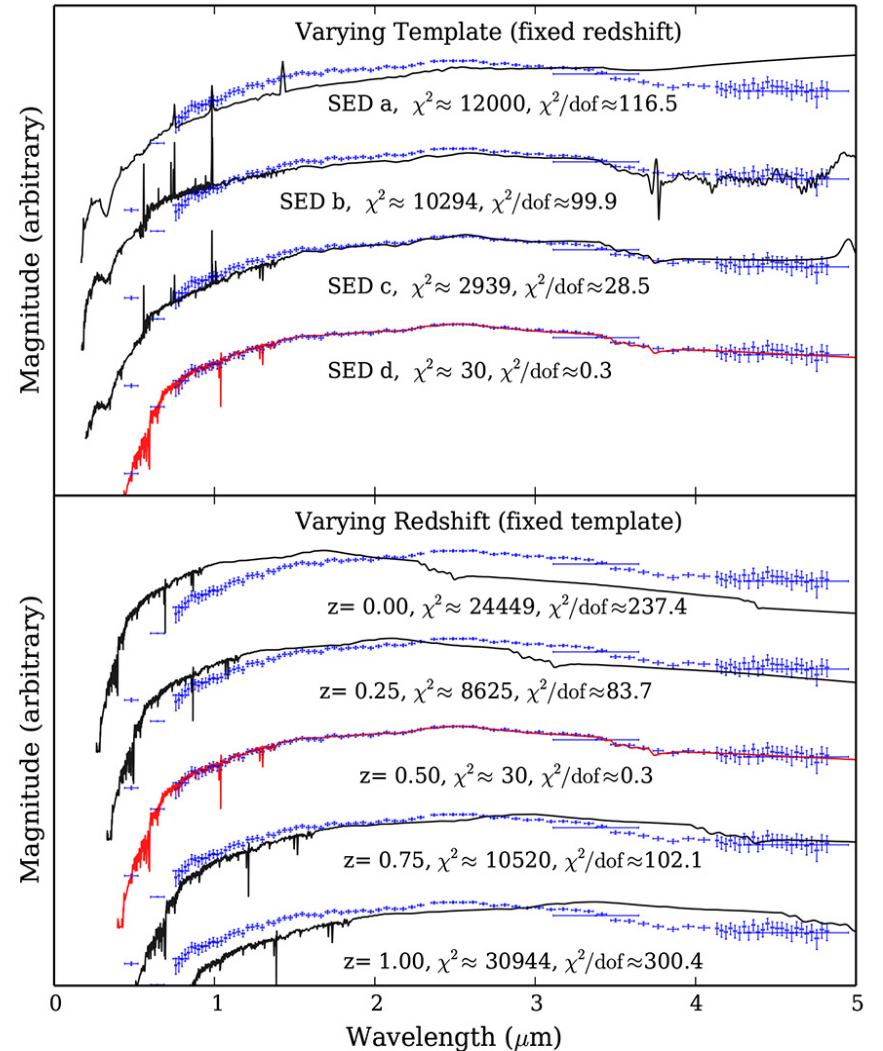 Varying Template (fixed redshift)
SED a, χ²≈ 12000, χ²/dof≈116.5
SED b, χ²≈ 10294, χ²/dof≈99.9
SED c, χ²≈ 2939, χ²/dof≈28.5
SED d, χ²≈ 30, χ²/dof≈0.3
Magnitude (arbitrary)
Varying Redshift (fixed template)
z= 0.00, χ²≈ 24449, χ²/dof≈237.4
z= 0.25, χ²≈ 8625, χ²/dof≈83.7
z= 0.50, χ²≈ 30, χ²/dof≈0.3
z= 0.75, χ²≈ 10520, χ²/dof≈102.1
z= 1.00, χ²≈ 30944, χ²/dof≈300.4
Magnitude (arbitrary)
0 1 2 3 4 5
Wavelength (μm)